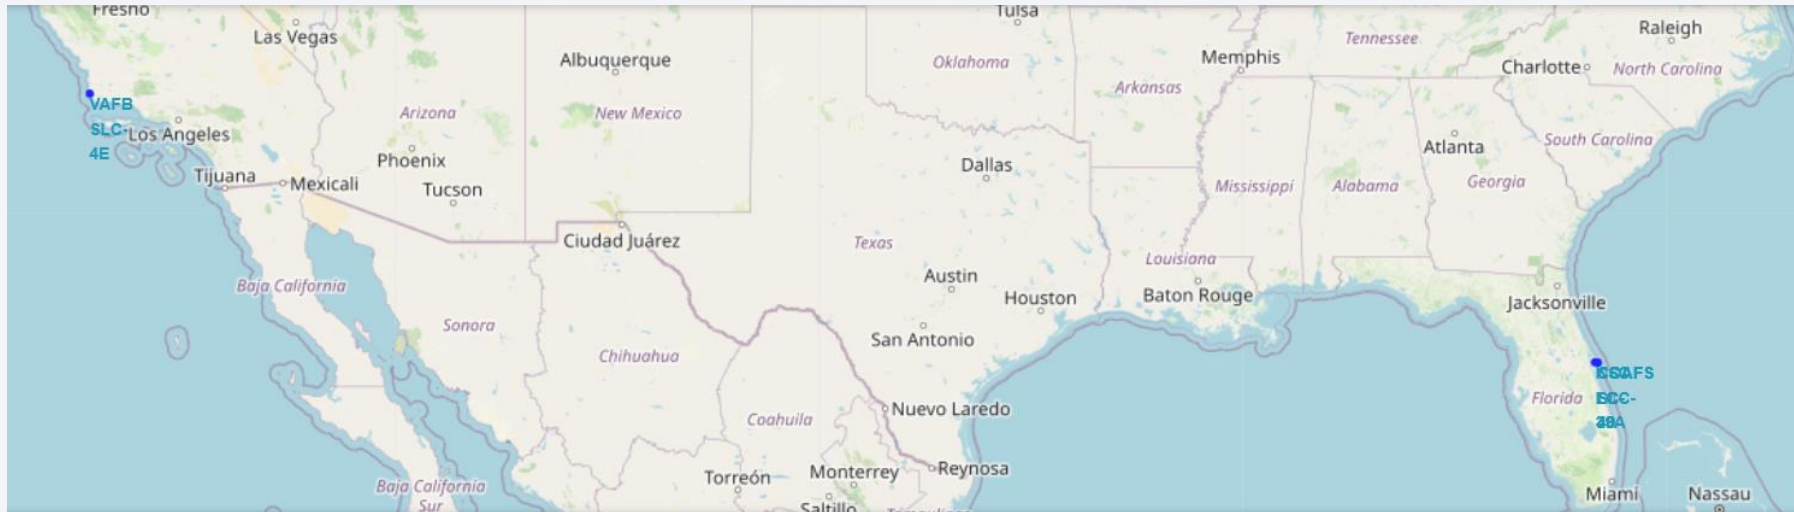 Fresno
Las Vegas
Tulsa
Raleigh
Albuquerque
Oklahoma
Memphis
Tennessee
Charlotte
North Carolina
VAFB
SLC-
4E
Los Angeles
Arizona
New Mexico
Arkansas
South Carolina
Phoenix
Dallas
Atlanta
Tijuana
Mexicali
Tucson
Mississippi
Alabama
Georgia
Ciudad Juárez
Texas
Louisiana
Baja California
Austin
Houston
Baton Rouge
Jacksonville
Sonora
San Antonio
Chihuahua
Florida
Coahuila
Nuevo Laredo
Torreón
Monterrey
Reynosa
Baja California
Sur
Saltillo
Tamaulipas
Miami
Nassau